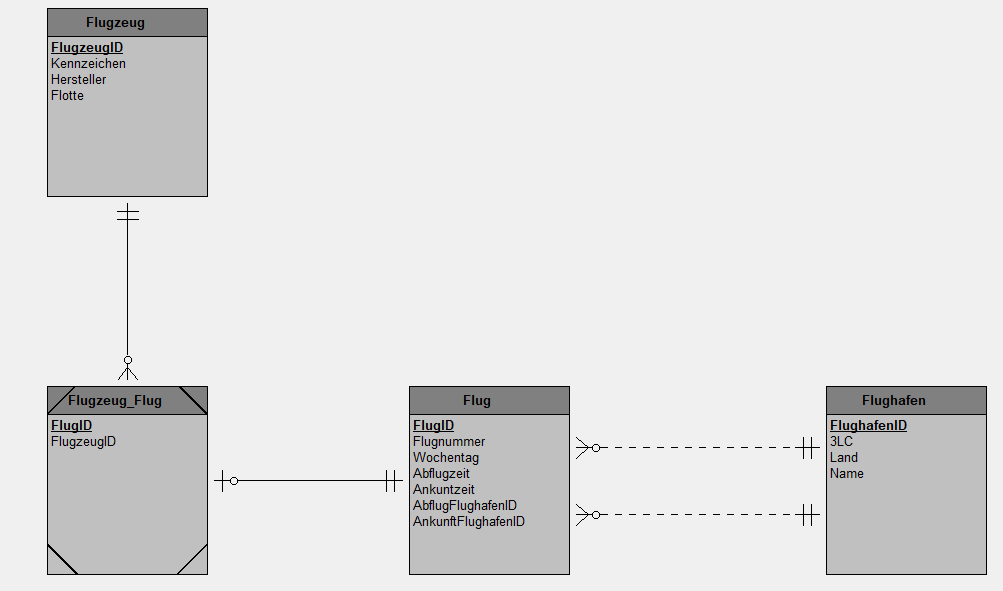 Flugzeug
FlugzeugID
Kennzeichen
Hersteller
Flotte
Flugzeug_Flug
FlugID
FlugzeugID
Flug
FlugID
Flugnummer
Wochentag
Abflugzeit
Ankuntzeit
AbflugFlughafenID
AnkunftFlughafenID
Flughafen
FlughafenID
3LC
Land
Name